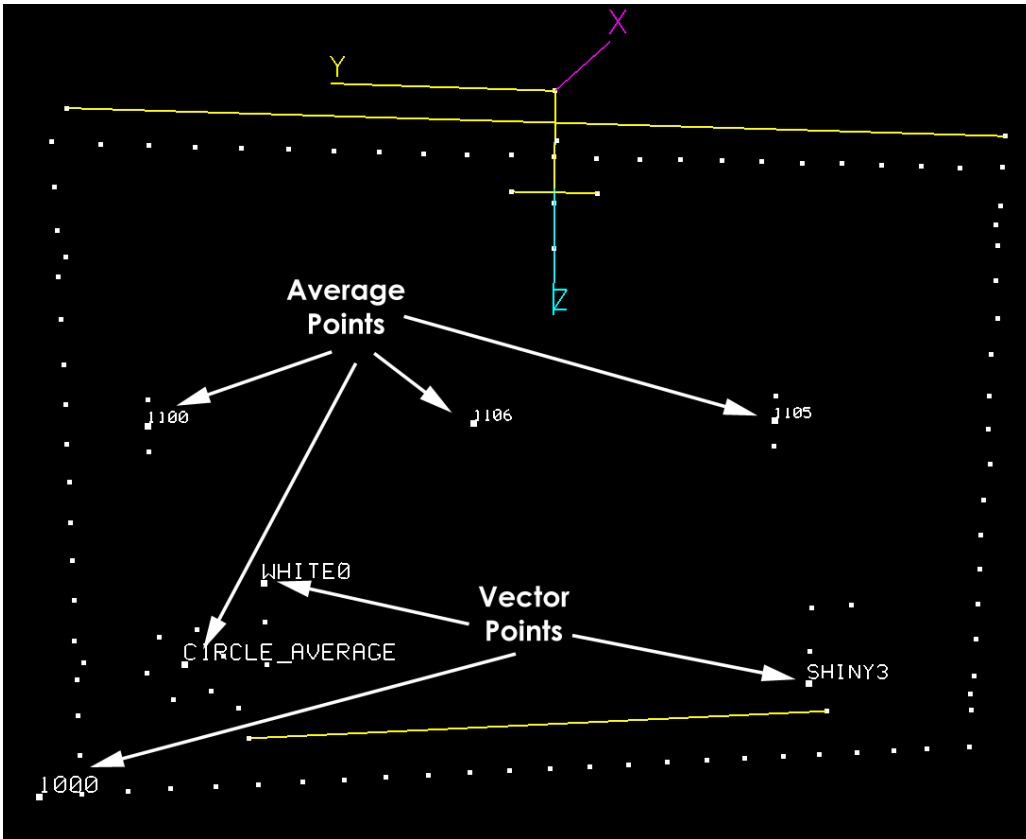 X
Y
Z
Average
Points
1100
1106
1105
WHITE0
Vector
Points
CIRCLE_AVERAGE
SHINY3
1000